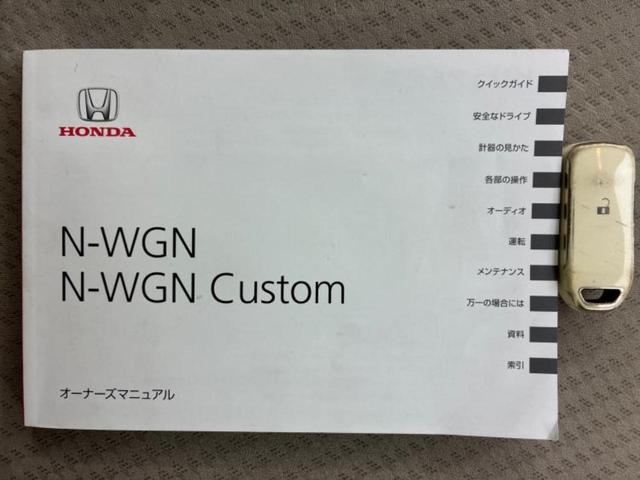 HONDA
N-WGN
N-WGN Custom
オーナーズマニュアル
クイックガイド
安全なドライブ
計器の見かた
各部の操作
オーディオ
運転
メンテナンス
万一の場合には
資料
索引